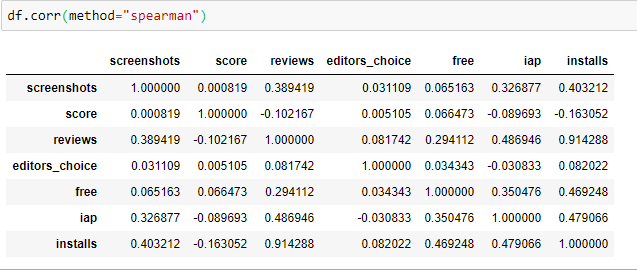 df.corr(method="spearman")
screenshots score reviews editors_choice free iap installs
screenshots 1.000000 0.000819 0.389419 0.031109 0.065163 0.326877 0.403212
score 0.000819 1.000000 -0.102167 0.005105 0.066473 -0.089693 -0.163052
reviews 0.389419 -0.102167 1.000000 0.081742 0.294112 0.486946 0.914288
editors_choice 0.031109 0.005105 0.081742 1.000000 0.034343 -0.030833 0.082022
free 0.065163 0.066473 0.294112 0.034343 1.000000 0.350476 0.469248
iap 0.326877 -0.089693 0.486946 -0.030833 0.350476 1.000000 0.479066
installs 0.403212 -0.163052 0.914288 0.082022 0.469248 0.479066 1.000000